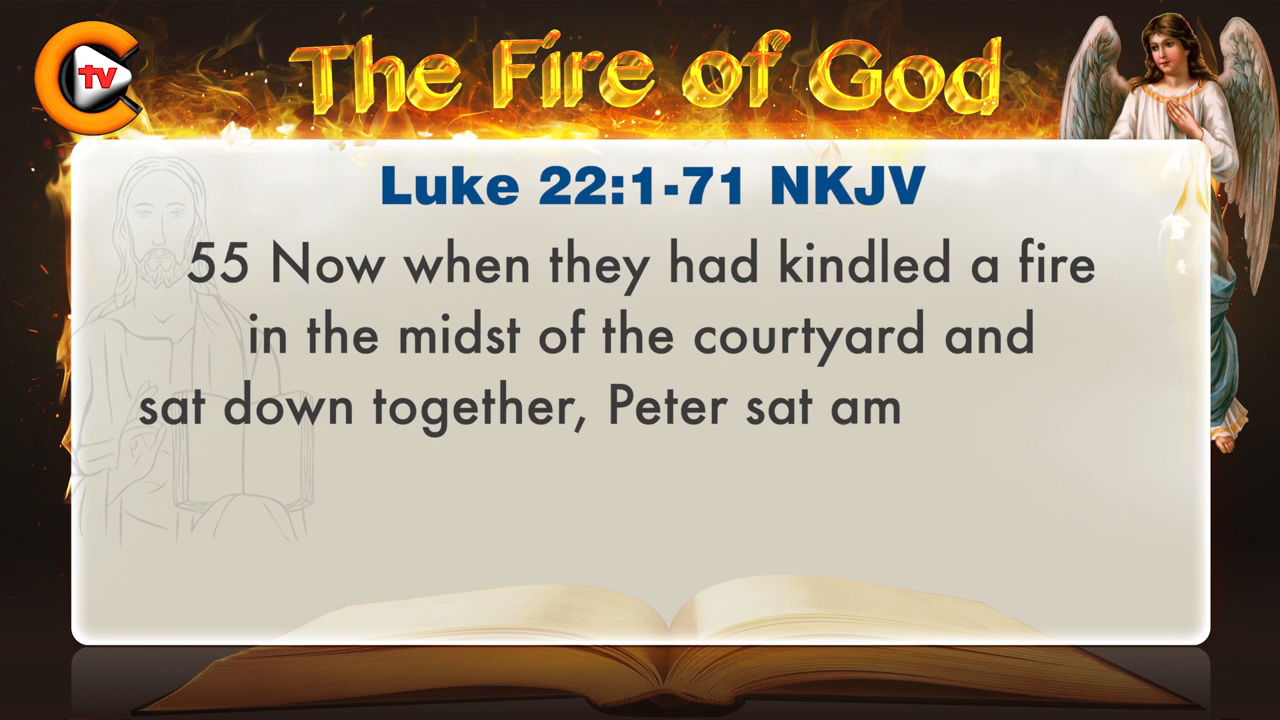 C tv
The Fire of God
Luke 22:1-71 NKJV
55 Now when they had kindled a fire
in the midst of the courtyard and
sat down together, Peter sat am